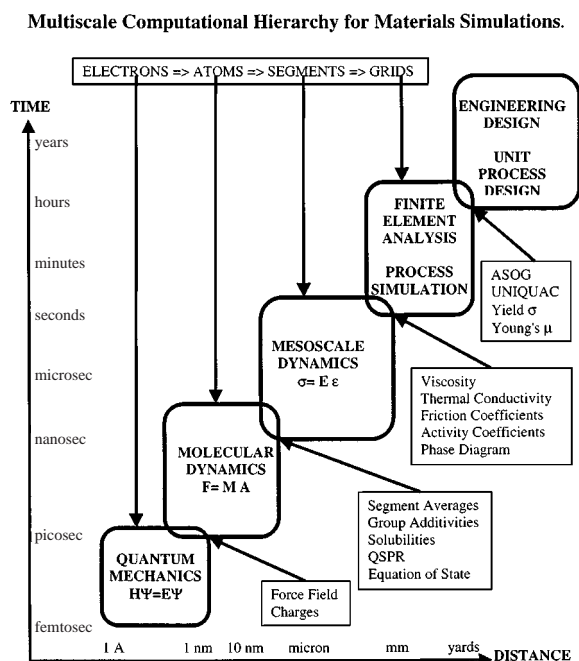 Multiscale Computational Hierarchy for Materials Simulations.
ELECTRONS => ATOMS => SEGMENTS => GRIDS
TIME
years
hours
minutes
seconds
microsec
nanosec
picosec
femtosec
ENGINEERING
DESIGN
UNIT
PROCESS
DESIGN
FINITE
ELEMENT
ANALYSIS
PROCESS
SIMULATION
ASOG
UNIQUAC
Yield σ
Young's μ
MESOSCALE
DYNAMICS
σ= E ε
Viscosity
Thermal Conductivity
Friction Coefficients
Activity Coefficients
Phase Diagram
MOLECULAR
DYNAMICS
F= M A
Segment Averages
Group Additivities
Solubilities
QSPR
Equation of State
QUANTUM
MECHANICS
HΨ=EΨ
Force Field
Charges
1 A 1 nm 10 nm micron mm yards
DISTANCE